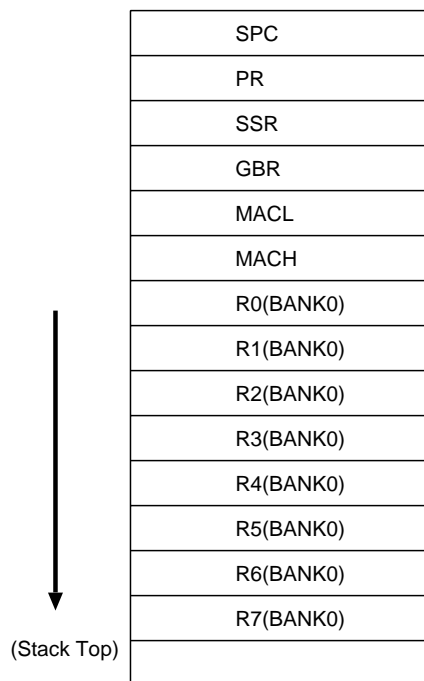 SPC
PR
SSR
GBR
MACL
MACH
R0(BANK0)
R1(BANK0)
R2(BANK0)
R3(BANK0)
R4(BANK0)
R5(BANK0)
R6(BANK0)
R7(BANK0)
(Stack Top)